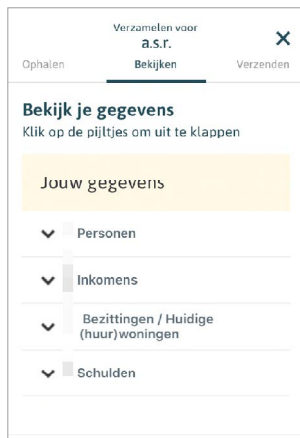 Verzamelen voor
a.s.r.
Ophalen Bekijken Verzenden
Bekijk je gegevens
Klik op de pijltjes om uit te klappen
Jouw gegevens
Personen
Inkomens
Bezittingen / Huidige
(huur)woningen
Schulden